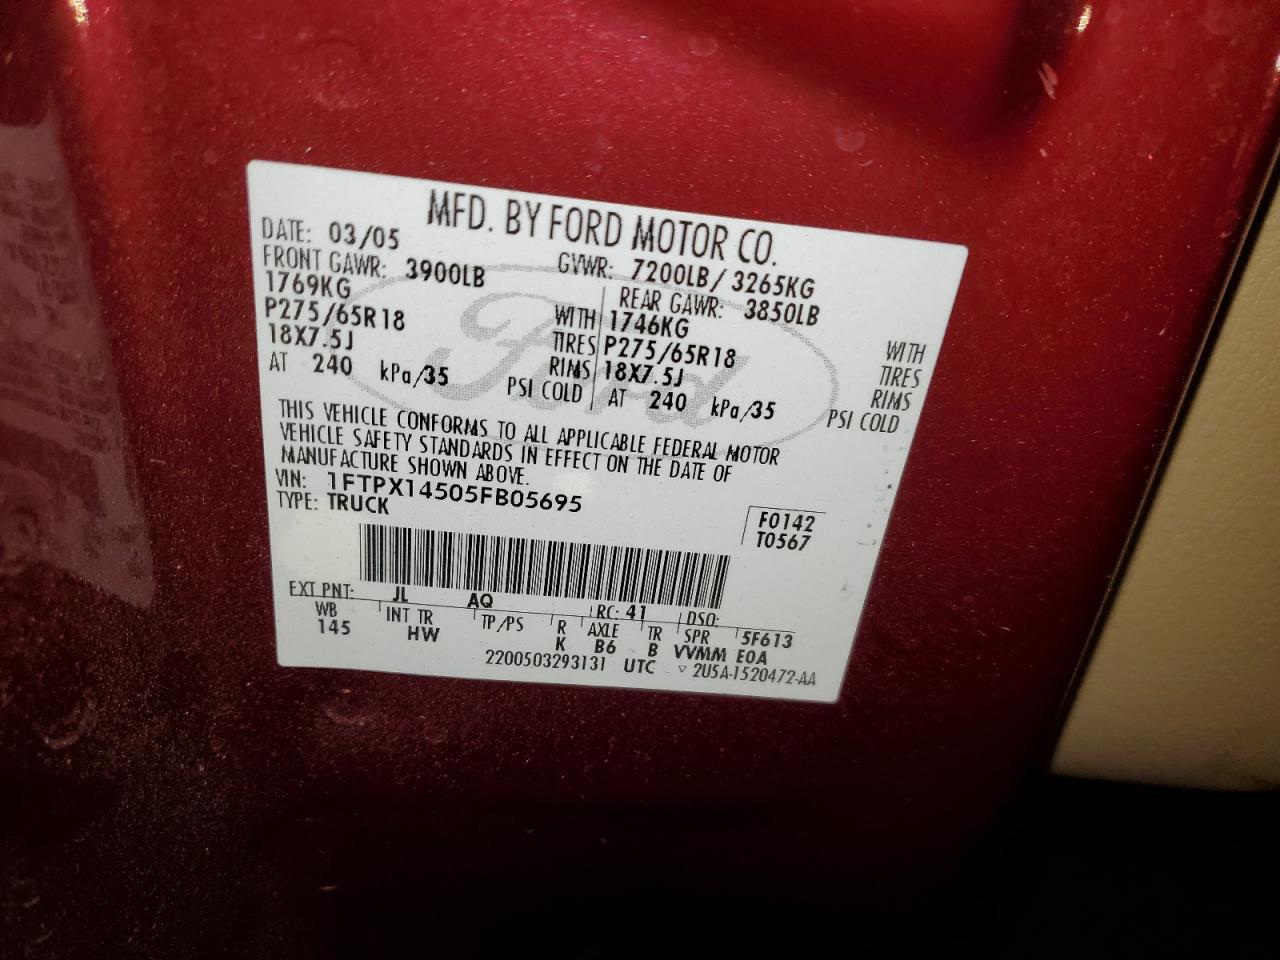 MFD. BY FORD MOTOR CO.
DATE: 03/05 GVWR: 7200LB/ 3265KG
FRONT GAWR: 3900LB REAR GAWR: 3850LB
1769KG WITH 1746KG WITH
P275/65R18 TIRES P275/65R18 TIRES
18X7.5J RIMS 18X7.5J RIMS
AT 240 kPa/35 PSI COLD AT 240 kPa/35 PSI COLD
Ford
THIS VEHICLE CONFORMS TO ALL APPLICABLE FEDERAL MOTOR
VEHICLE SAFETY STANDARDS IN EFFECT ON THE DATE OF
MANUFACTURE SHOWN ABOVE.
VIN: 1FTPX14505FB05695
TYPE: TRUCK
F0142
T0567
EXT PNT: JL AQ RC: 41 DSO:
WB INT TR TP/PS R AXLE TR SPR 5F613
145 HW K B6 B VVMM E0A
2200503293131 UTC ▽ 2U5A-1520472-AA